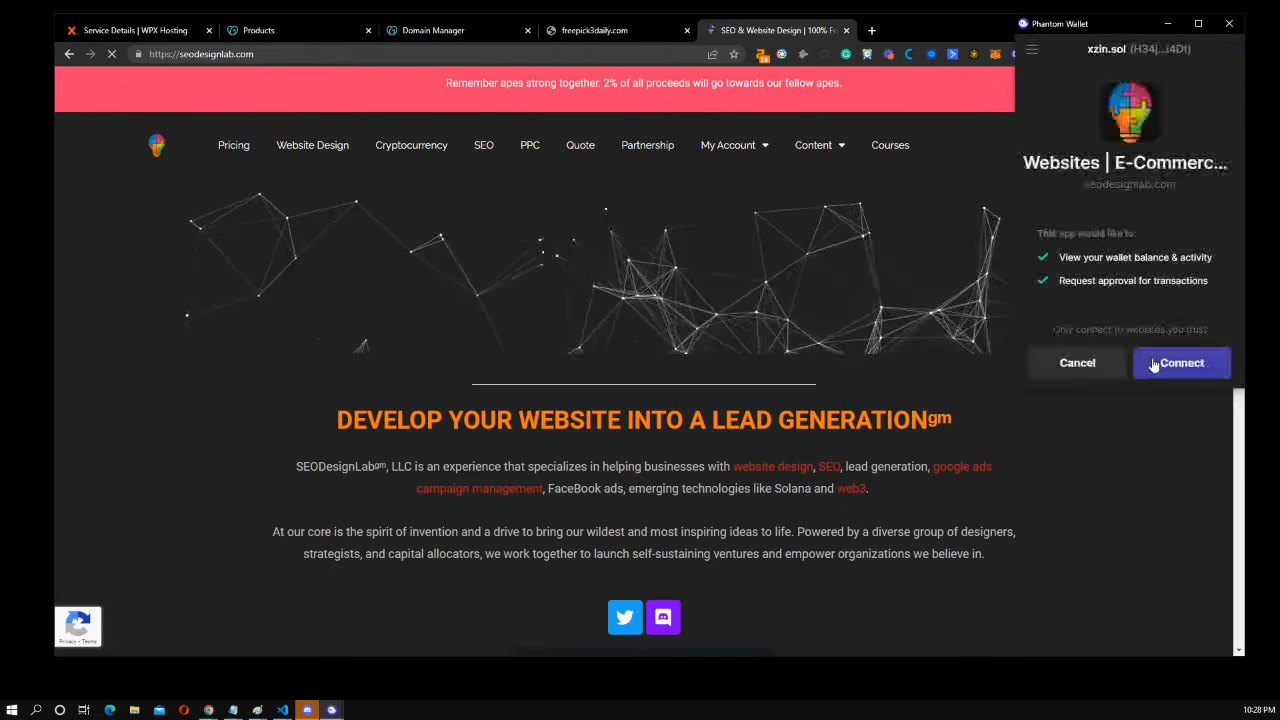 Service Details | WPX Hosting
Products
Domain Manager
freepick3daily.com
SEO & Website Design | 100% Fr
Phantom Wallet
https://seodesignlab.com
24
xzin.sol (H34j...i4Dt)
Remember apes strong together. 2% of all proceeds will go towards our fellow apes.
Pricing
Website Design
Cryptocurrency
SEO
PPC
Quote
Partnership
My Account
Content
Courses
Websites | E-Commerc...
seodesignlab.com
This app would like to:
View your wallet balance & activity
Request approval for transactions
Only connect to websites you trust
Cancel
Connect
DEVELOP YOUR WEBSITE INTO A LEAD GENERATIONgm
SEODesignLabgm, LLC is an experience that specializes in helping businesses with website design, SEO, lead generation, google ads
campaign management, FaceBook ads, emerging technologies like Solana and web3.
At our core is the spirit of invention and a drive to bring our wildest and most inspiring ideas to life. Powered by a diverse group of designers,
strategists, and capital allocators, we work together to launch self-sustaining ventures and empower organizations we believe in.
Privacy - Terms
10:28 PM